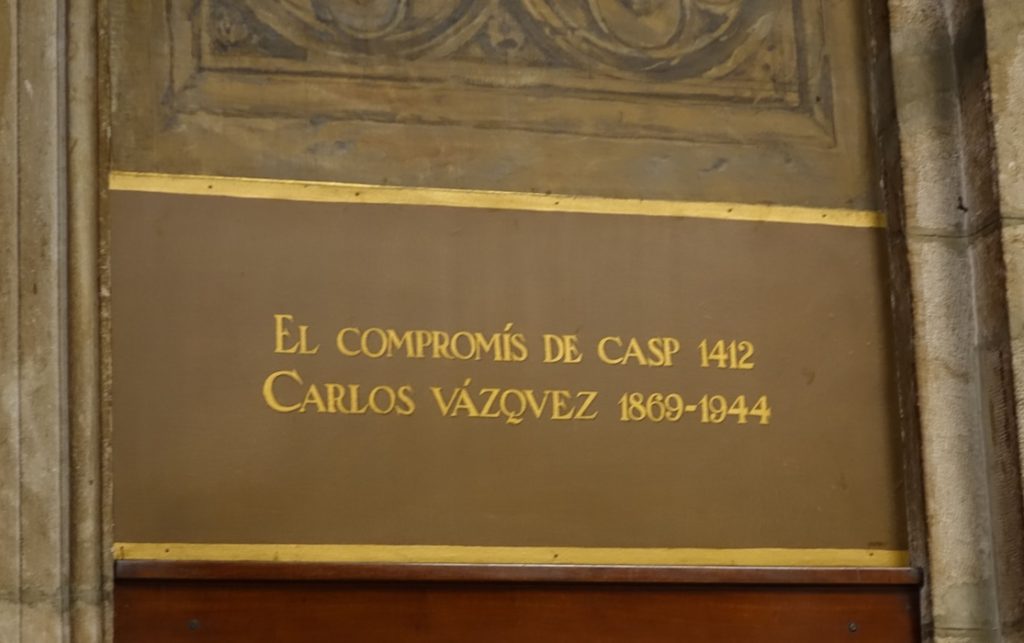 El compromís de Casp 1412
Carlos Vázqvez 1869-1944